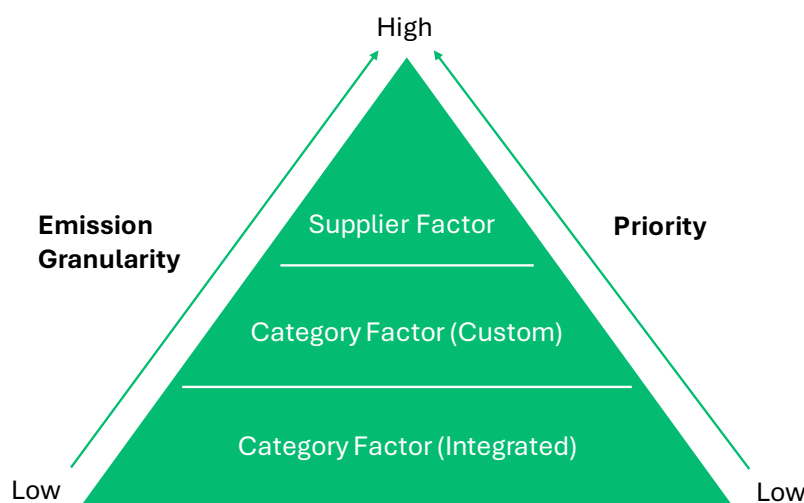 High
Emission
Granularity
Priority
Supplier Factor
Category Factor (Custom)
Category Factor (Integrated)
Low
Low